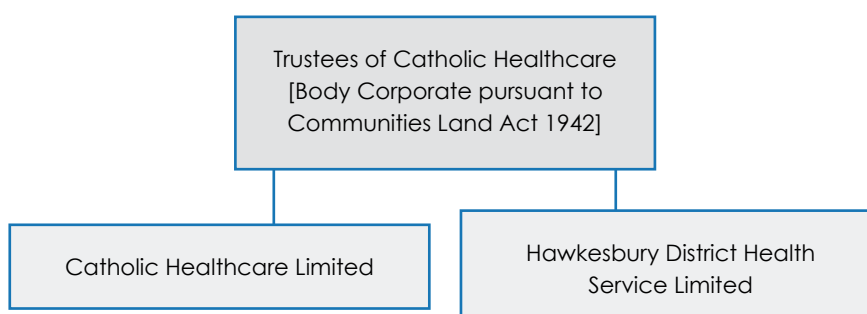 Trustees of Catholic Healthcare
[Body Corporate pursuant to
Communities Land Act 1942]
Catholic Healthcare Limited
Hawkesbury District Health
Service Limited